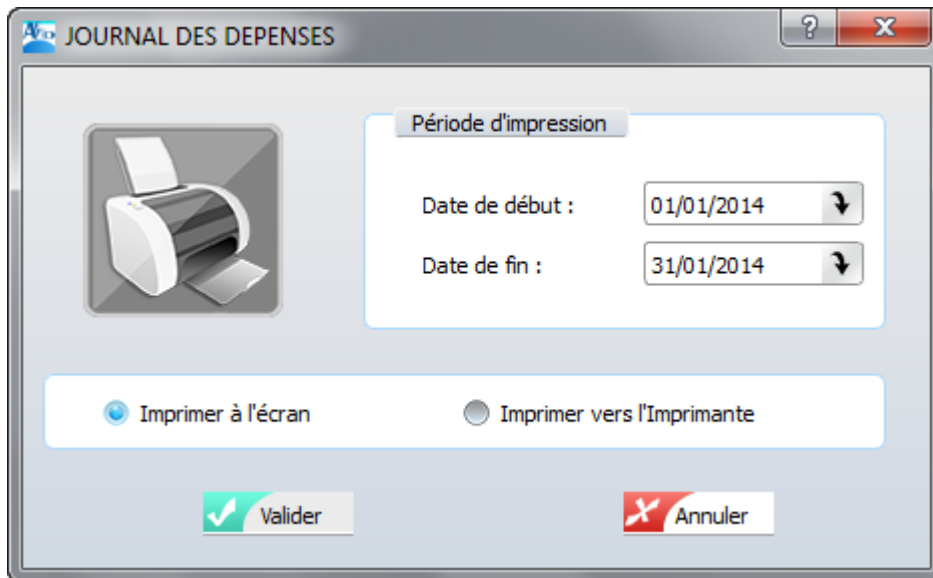 JOURNAL DES DEPENSES
Période d'impression
Date de début : 01/01/2014
Date de fin : 31/01/2014
Imprimer à l'écran Imprimer vers l'Imprimante
Valider Annuler